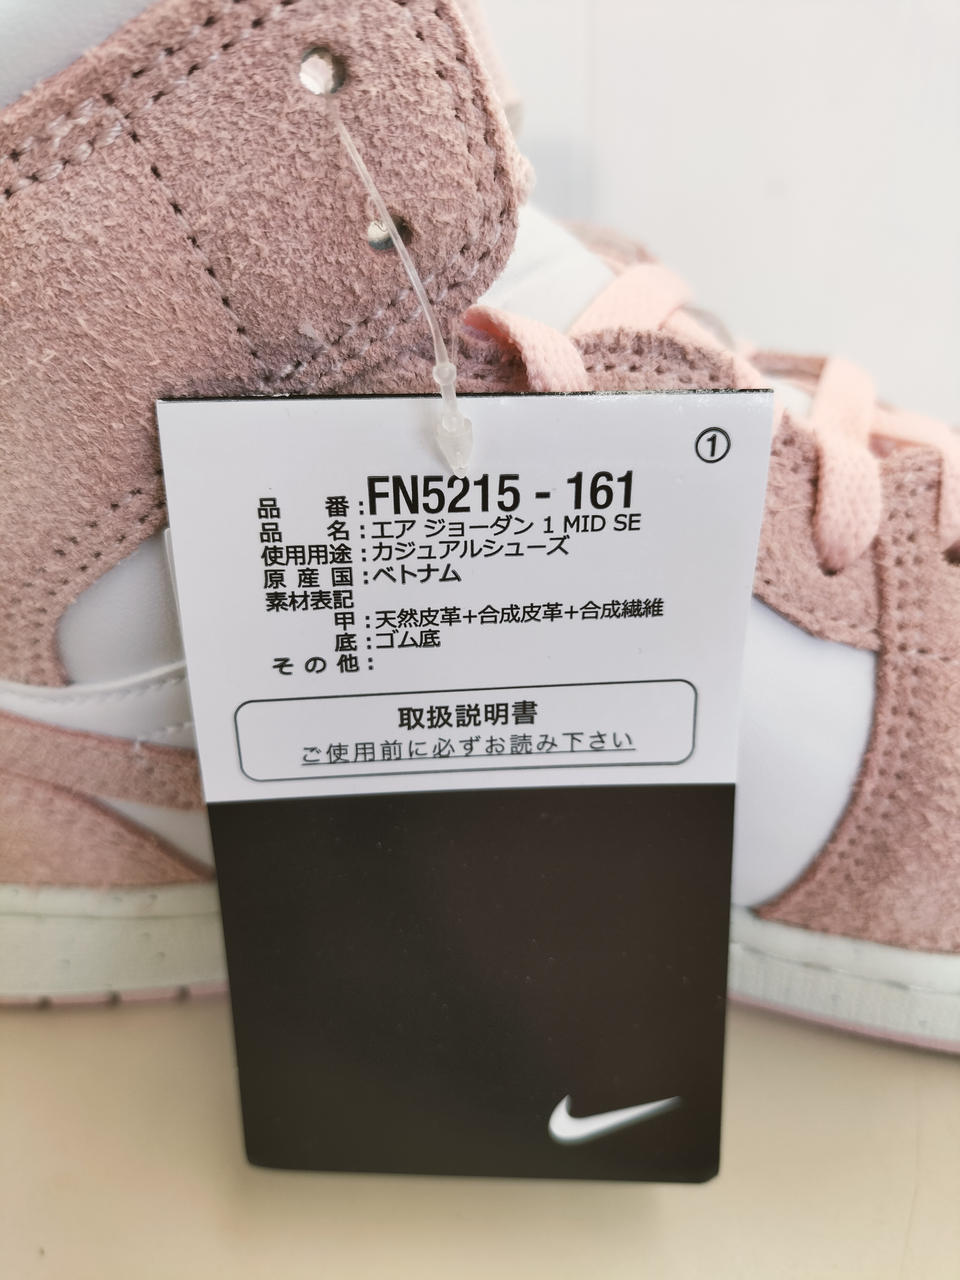 ①
品　　番：FN5215 - 161
品　　名：エア ジョーダン 1 MID SE
使用用途：カジュアルシューズ
原 産 国：ベトナム
素材表記
甲：天然皮革+合成皮革+合成繊維
底：ゴム底
そ の 他：
取扱説明書
ご使用前に必ずお読み下さい